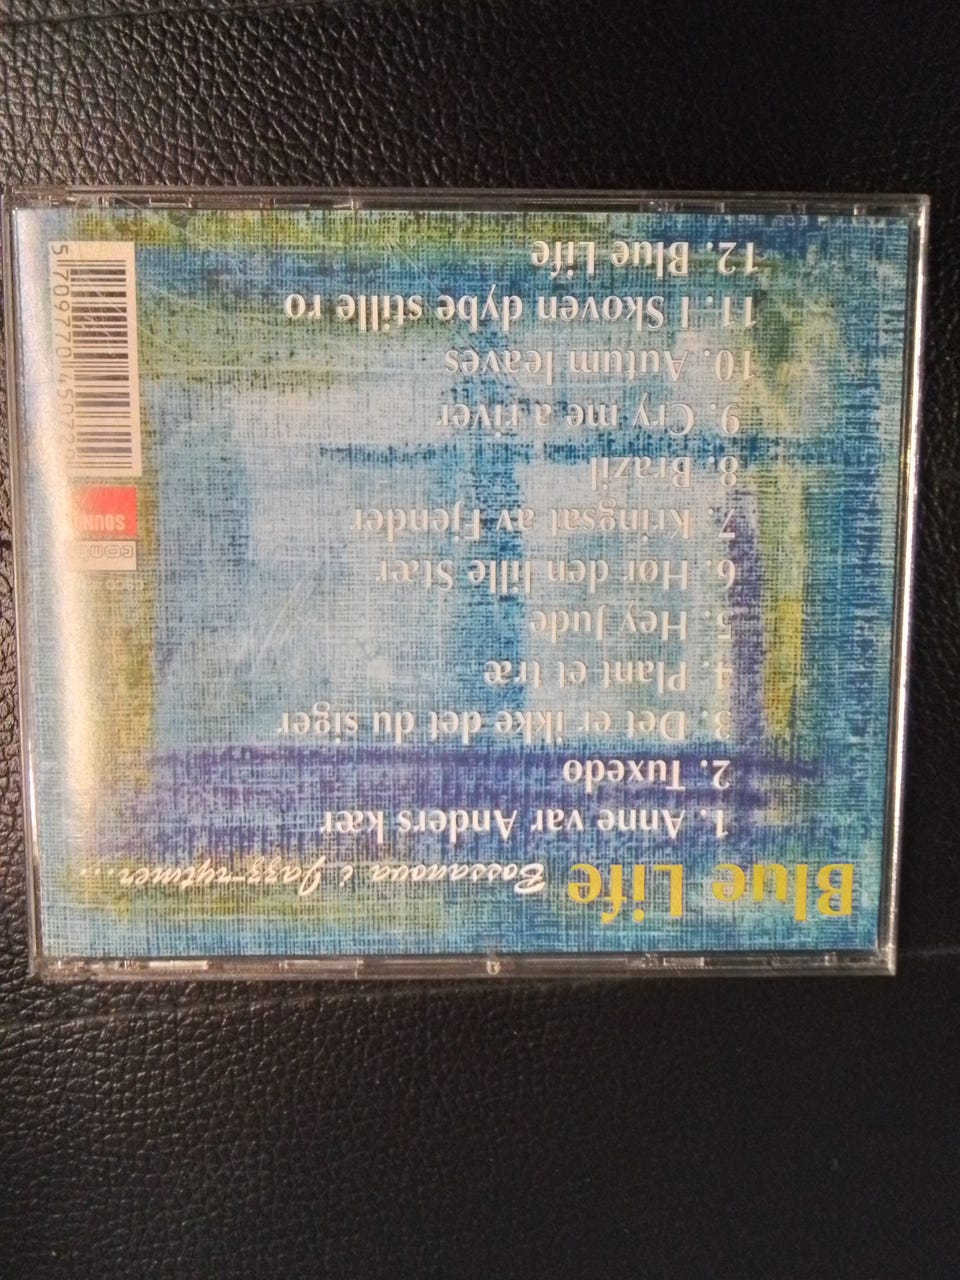 Blue Life Bossanova i Jazz-rytmer...
1. Anne var Anders kær
2. Tuxedo
3. Det er ikke det du siger
4. Plant et træ
5. Hey Jude
6. Hør den lille Stær
7. Kringsat av Fjender
8. Brazil
9. Cry me a river
10. Autum leaves
11. I Skoven dybe stille ro
12. Blue Life
SOUN